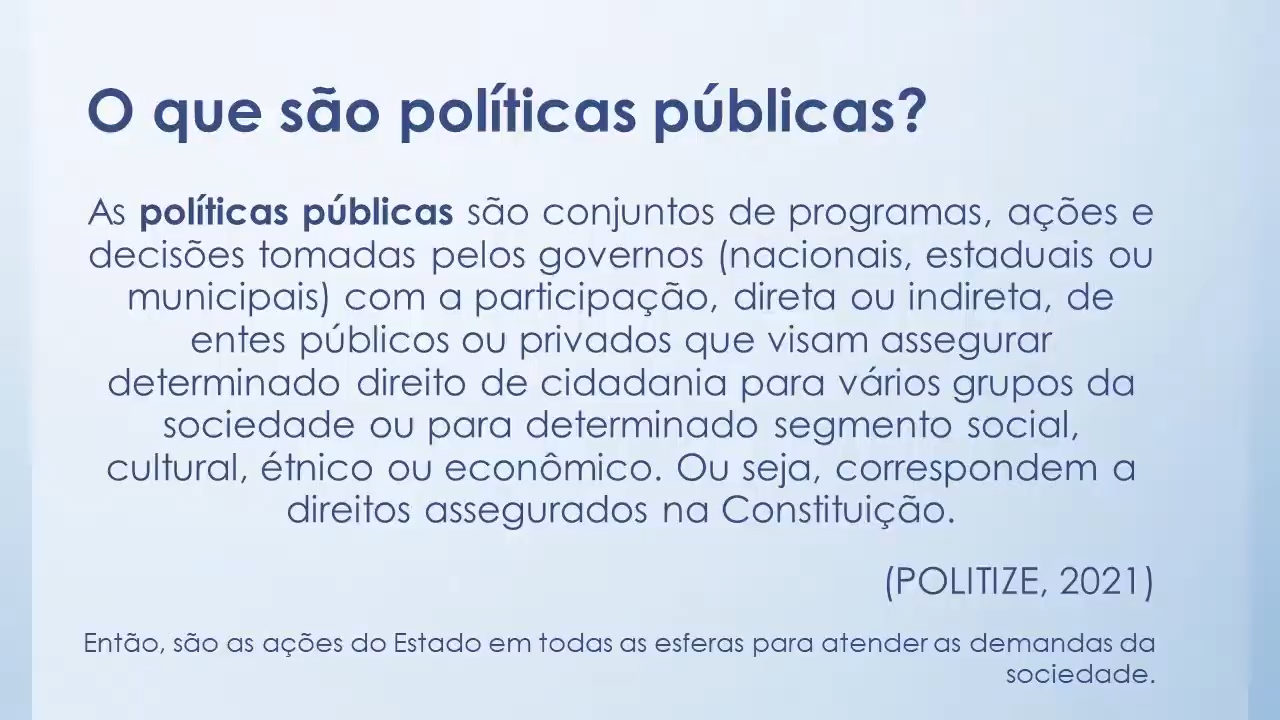 O que são políticas públicas?
As políticas públicas são conjuntos de programas, ações e
decisões tomadas pelos governos (nacionais, estaduais ou
municipais) com a participação, direta ou indireta, de
entes públicos ou privados que visam assegurar
determinado direito de cidadania para vários grupos da
sociedade ou para determinado segmento social,
cultural, étnico ou econômico. Ou seja, correspondem a
direitos assegurados na Constituição.
(POLITIZE, 2021)
Então, são as ações do Estado em todas as esferas para atender as demandas da
sociedade.